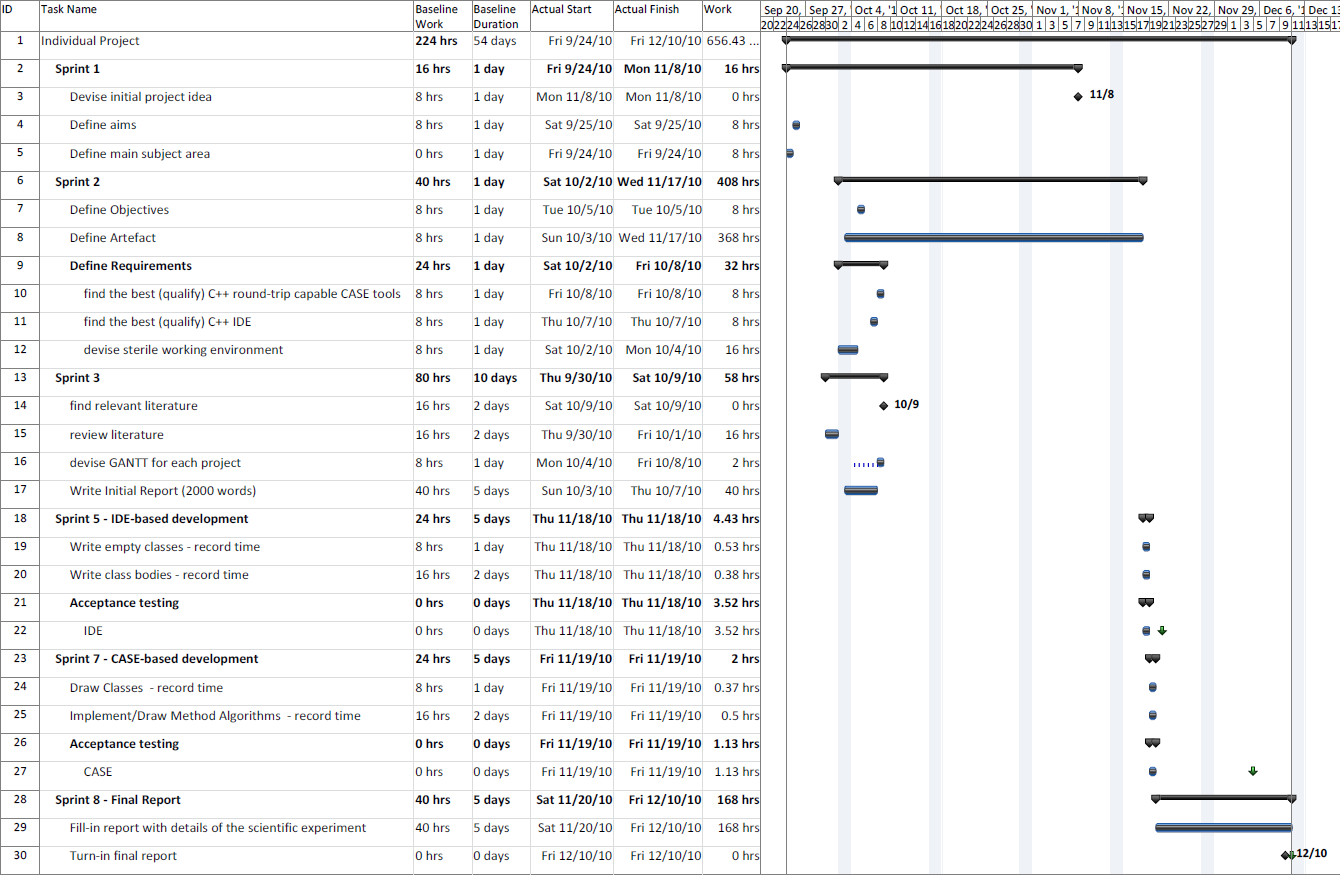 ID Task Name Baseline Work Baseline Duration Actual Start Actual Finish Work Sep 20, Sep 27, ' Oct 4, '1 Oct 11, Oct 18, ' Oct 25, Nov 1, '1 Nov 8, '1 Nov 15, Nov 22, Nov 29, Dec 6, '1 Dec 13
20 22 24 26 28 30 2 4 6 8 10 12 14 16 18 20 22 24 26 28 30 1 3 5 7 9 11 13 15 17 19 21 23 25 27 29 1 3 5 7 9 11 13 15 17
1 Individual Project 224 hrs 54 days Fri 9/24/10 Fri 12/10/10 656.43 ...
2 Sprint 1 16 hrs 1 day Fri 9/24/10 Mon 11/8/10 16 hrs
3 Devise initial project idea 8 hrs 1 day Mon 11/8/10 Mon 11/8/10 0 hrs 11/8
4 Define aims 8 hrs 1 day Sat 9/25/10 Sat 9/25/10 8 hrs
5 Define main subject area 0 hrs 1 day Fri 9/24/10 Fri 9/24/10 8 hrs
6 Sprint 2 40 hrs 1 day Sat 10/2/10 Wed 11/17/10 408 hrs
7 Define Objectives 8 hrs 1 day Tue 10/5/10 Tue 10/5/10 8 hrs
8 Define Artefact 8 hrs 1 day Sun 10/3/10 Wed 11/17/10 368 hrs
9 Define Requirements 24 hrs 1 day Sat 10/2/10 Fri 10/8/10 32 hrs
10 find the best (qualify) C++ round-trip capable CASE tools 8 hrs 1 day Fri 10/8/10 Fri 10/8/10 8 hrs
11 find the best (qualify) C++ IDE 8 hrs 1 day Thu 10/7/10 Thu 10/7/10 8 hrs
12 devise sterile working environment 8 hrs 1 day Sat 10/2/10 Mon 10/4/10 16 hrs
13 Sprint 3 80 hrs 10 days Thu 9/30/10 Sat 10/9/10 58 hrs
14 find relevant literature 16 hrs 2 days Sat 10/9/10 Sat 10/9/10 0 hrs 10/9
15 review literature 16 hrs 2 days Thu 9/30/10 Fri 10/1/10 16 hrs
16 devise GANTT for each project 8 hrs 1 day Mon 10/4/10 Fri 10/8/10 2 hrs
17 Write Initial Report (2000 words) 40 hrs 5 days Sun 10/3/10 Thu 10/7/10 40 hrs
18 Sprint 5 - IDE-based development 24 hrs 5 days Thu 11/18/10 Thu 11/18/10 4.43 hrs
19 Write empty classes - record time 8 hrs 1 day Thu 11/18/10 Thu 11/18/10 0.53 hrs
20 Write class bodies - record time 16 hrs 2 days Thu 11/18/10 Thu 11/18/10 0.38 hrs
21 Acceptance testing 0 hrs 0 days Thu 11/18/10 Thu 11/18/10 3.52 hrs
22 IDE 0 hrs 0 days Thu 11/18/10 Thu 11/18/10 3.52 hrs
23 Sprint 7 - CASE-based development 24 hrs 5 days Fri 11/19/10 Fri 11/19/10 2 hrs
24 Draw Classes - record time 8 hrs 1 day Fri 11/19/10 Fri 11/19/10 0.37 hrs
25 Implement/Draw Method Algorithms - record time 16 hrs 2 days Fri 11/19/10 Fri 11/19/10 0.5 hrs
26 Acceptance testing 0 hrs 0 days Fri 11/19/10 Fri 11/19/10 1.13 hrs
27 CASE 0 hrs 0 days Fri 11/19/10 Fri 11/19/10 1.13 hrs
28 Sprint 8 - Final Report 40 hrs 5 days Sat 11/20/10 Fri 12/10/10 168 hrs
29 Fill-in report with details of the scientific experiment 40 hrs 5 days Sat 11/20/10 Fri 12/10/10 168 hrs
30 Turn-in final report 0 hrs 0 days Fri 12/10/10 Fri 12/10/10 0 hrs 12/10